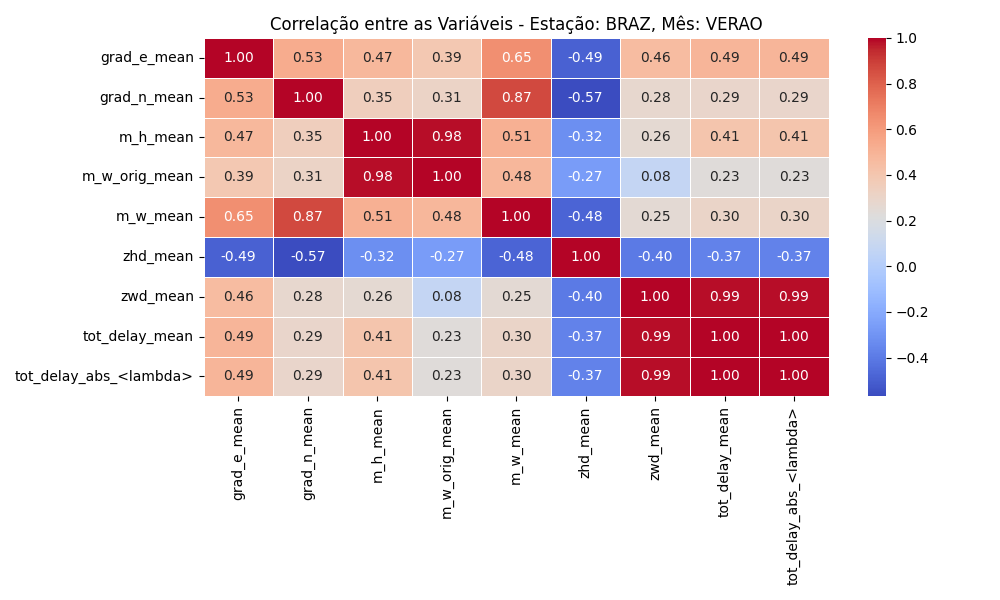 Correlação entre as Variáveis - Estação: BRAZ, Mês: VERAO
grad_e_mean 1.00 0.53 0.47 0.39 0.65 -0.49 0.46 0.49 0.49
grad_n_mean 0.53 1.00 0.35 0.31 0.87 -0.57 0.28 0.29 0.29
m_h_mean 0.47 0.35 1.00 0.98 0.51 -0.32 0.26 0.41 0.41
m_w_orig_mean 0.39 0.31 0.98 1.00 0.48 -0.27 0.08 0.23 0.23
m_w_mean 0.65 0.87 0.51 0.48 1.00 -0.48 0.25 0.30 0.30
zhd_mean -0.49 -0.57 -0.32 -0.27 -0.48 1.00 -0.40 -0.37 -0.37
zwd_mean 0.46 0.28 0.26 0.08 0.25 -0.40 1.00 0.99 0.99
tot_delay_mean 0.49 0.29 0.41 0.23 0.30 -0.37 0.99 1.00 1.00
tot_delay_abs_<lambda> 0.49 0.29 0.41 0.23 0.30 -0.37 0.99 1.00 1.00
grad_e_mean
grad_n_mean
m_h_mean
m_w_orig_mean
m_w_mean
zhd_mean
zwd_mean
tot_delay_mean
tot_delay_abs_<lambda>
1.0
0.8
0.6
0.4
0.2
0.0
−0.2
−0.4